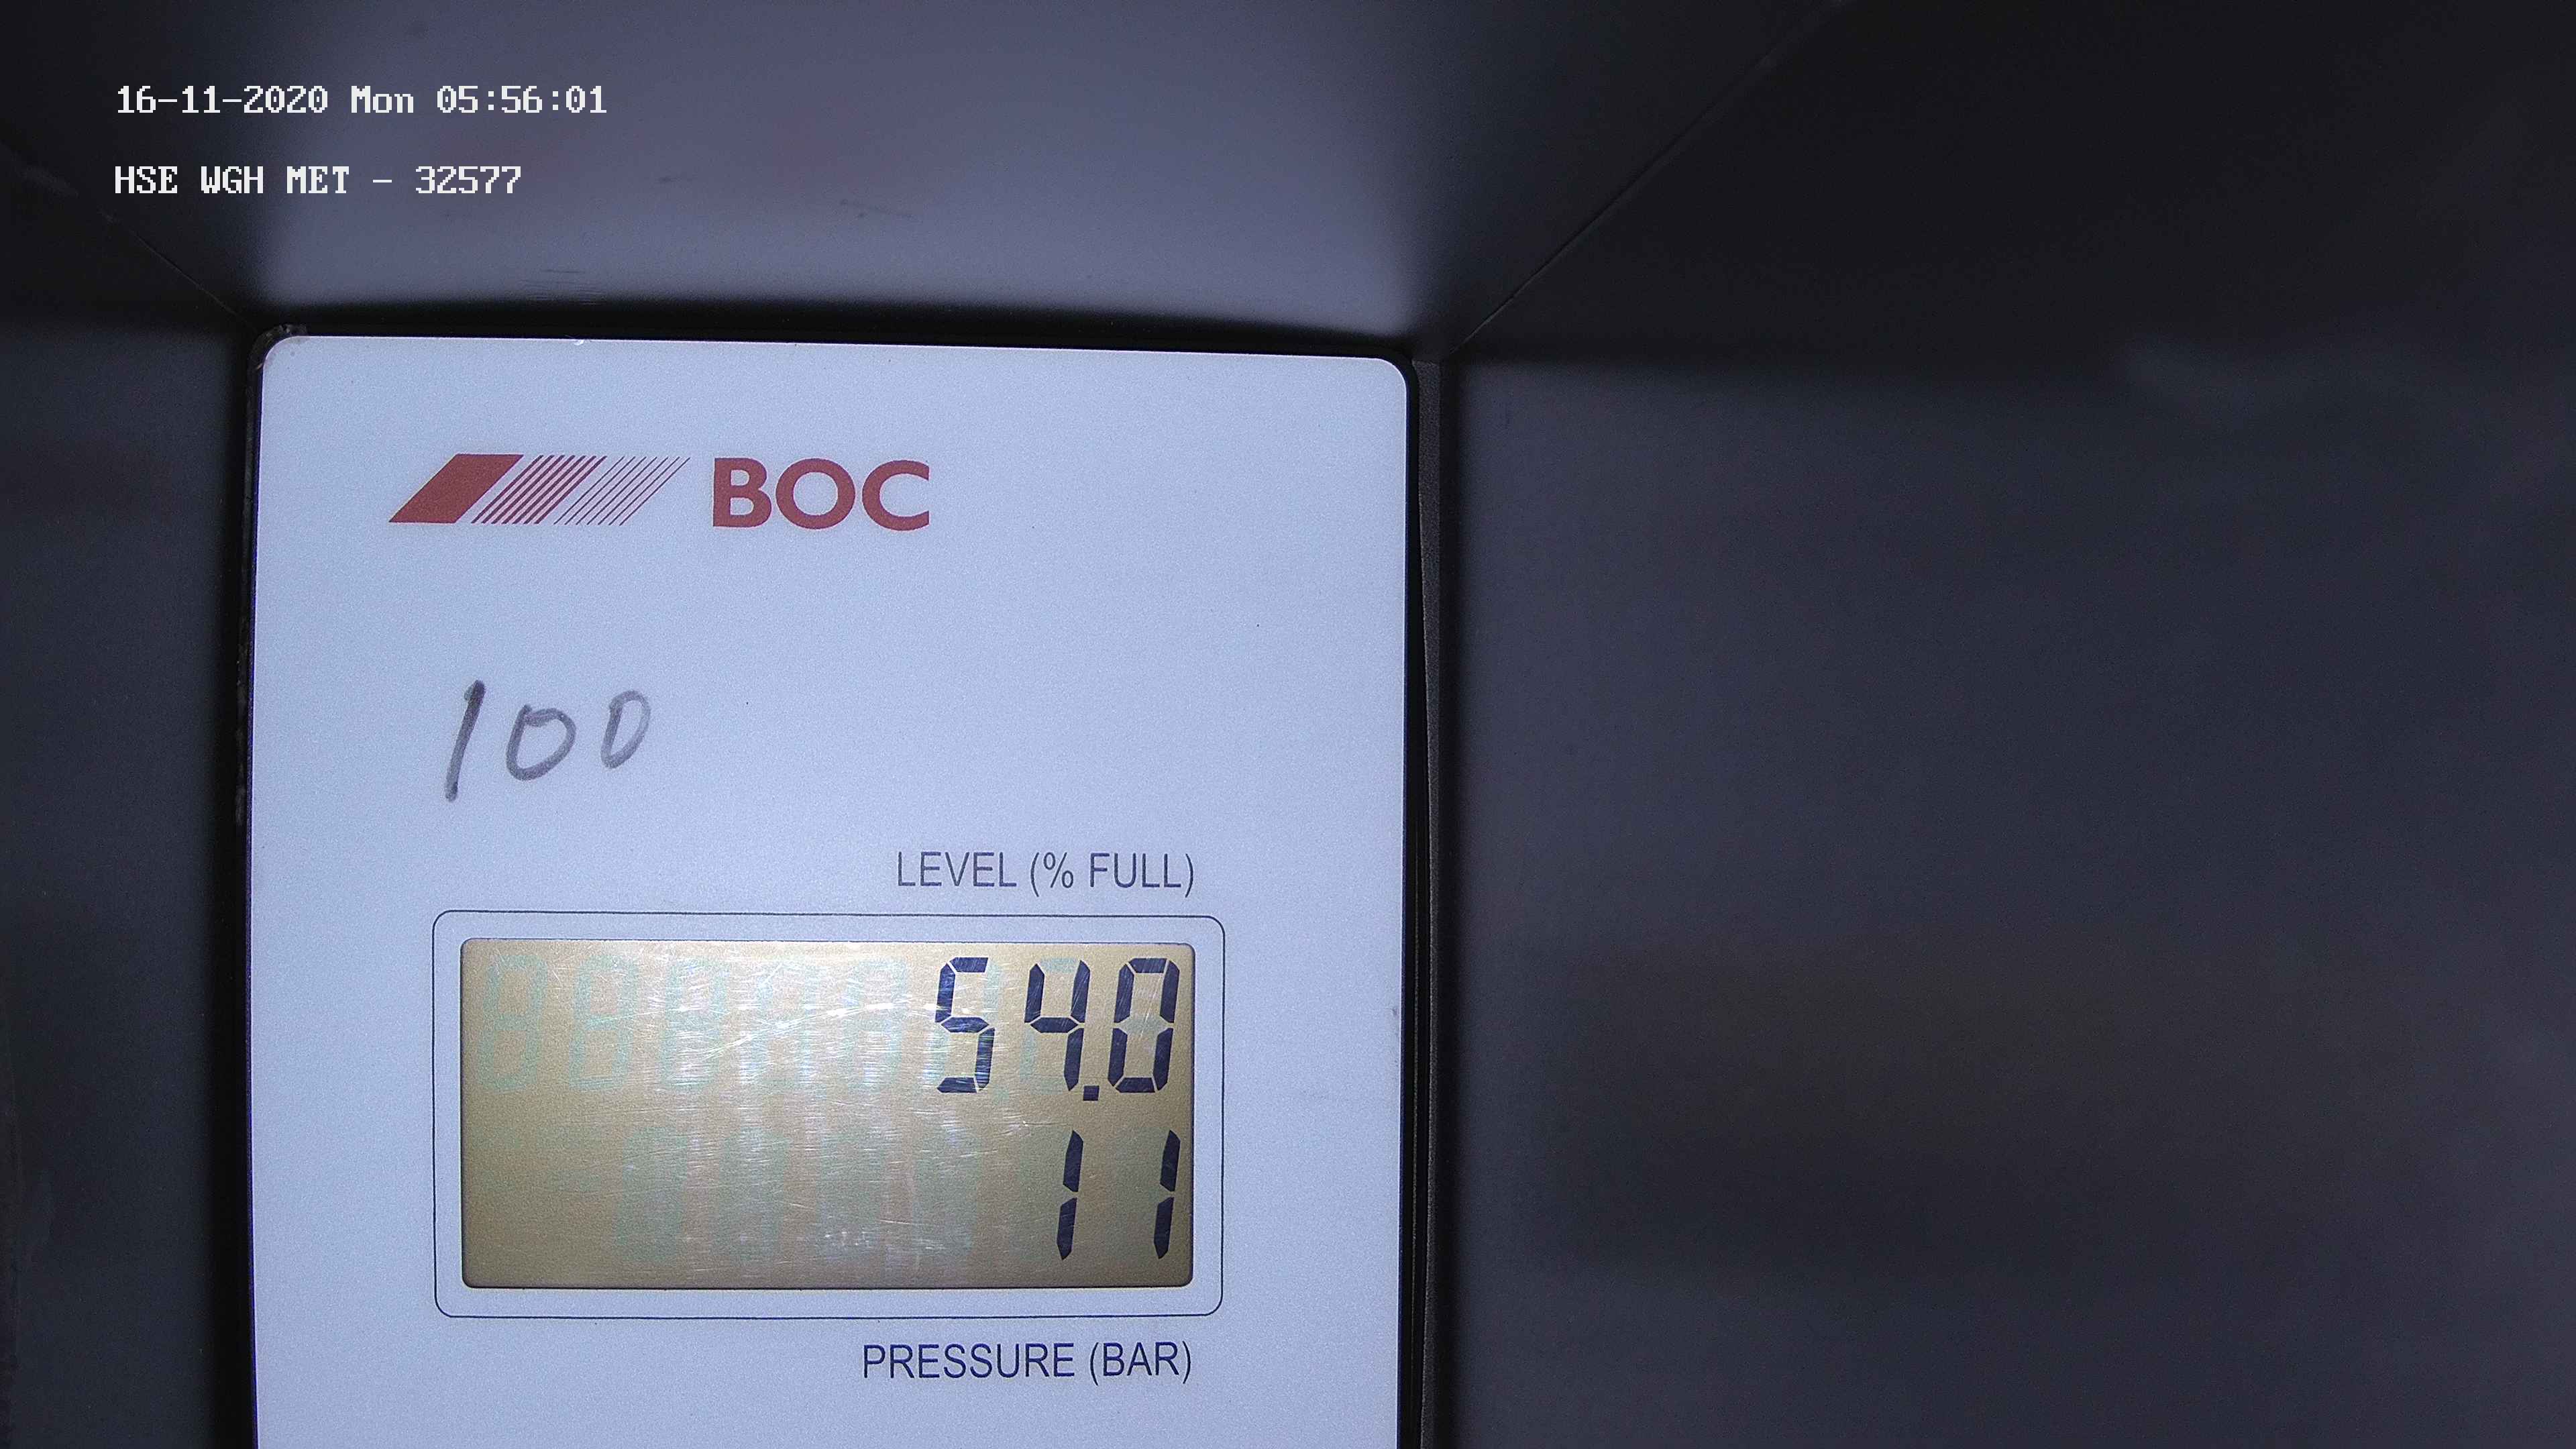 16-11-2020 Mon 05:56:01
HSE WGH MET - 32577
BOC
100
LEVEL (% FULL)
54.0
11
PRESSURE (BAR)